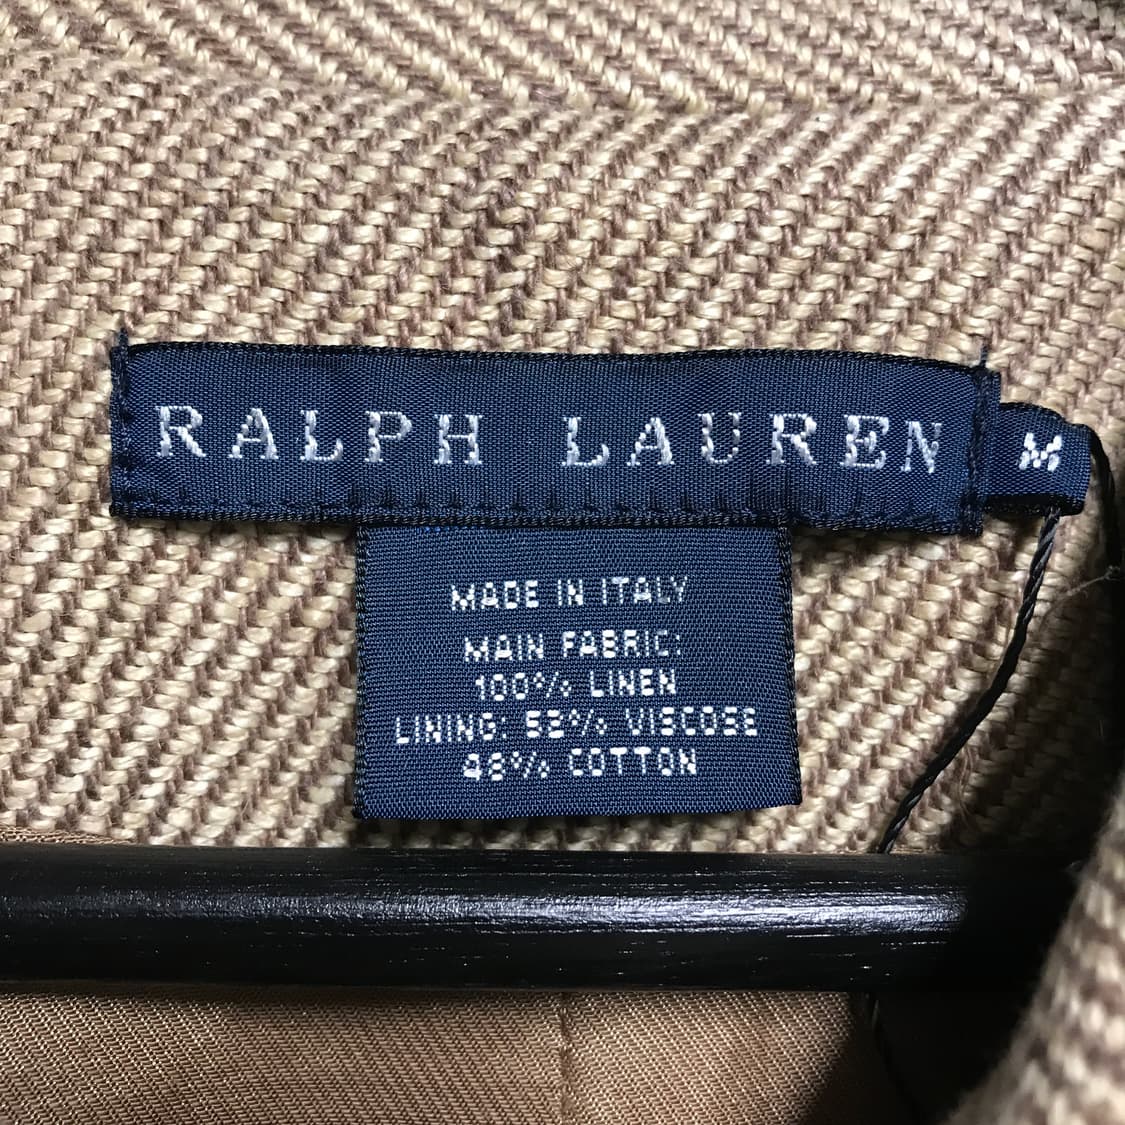 RALPH LAUREN
M
MADE IN ITALY
MAIN FABRIC:
100% LINEN
LINING: 52% VISCOSE
48% COTTON